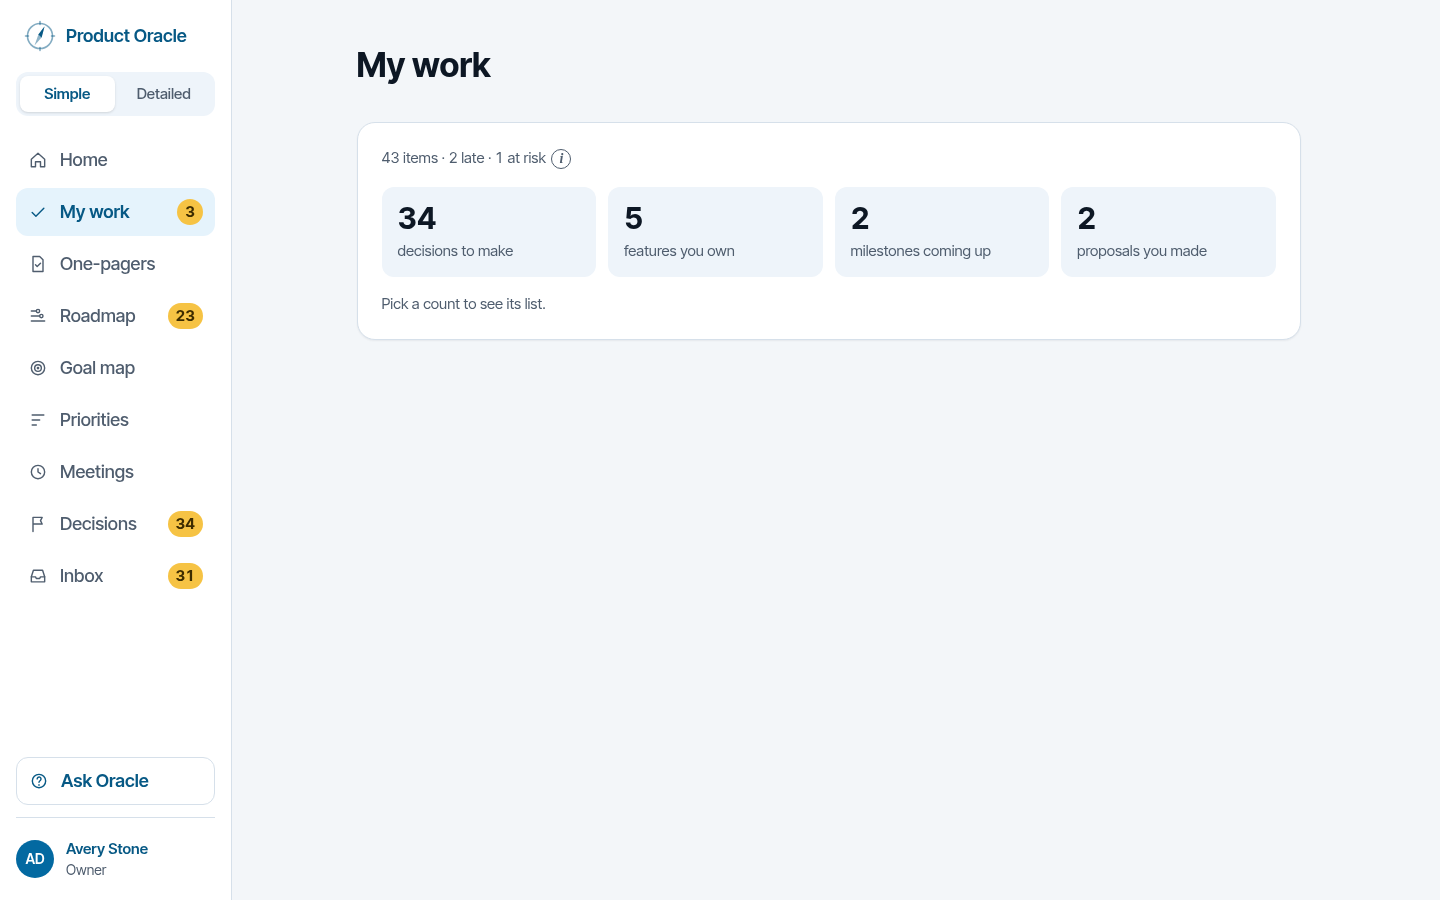 Product Oracle
Simple
Detailed
Home
My work
3
One-pagers
Roadmap
23
Goal map
Priorities
Meetings
Decisions
34
Inbox
31
Ask Oracle
AD
Avery Stone
Owner
My work
43 items · 2 late · 1 at risk i
34
decisions to make
5
features you own
2
milestones coming up
2
proposals you made
Pick a count to see its list.